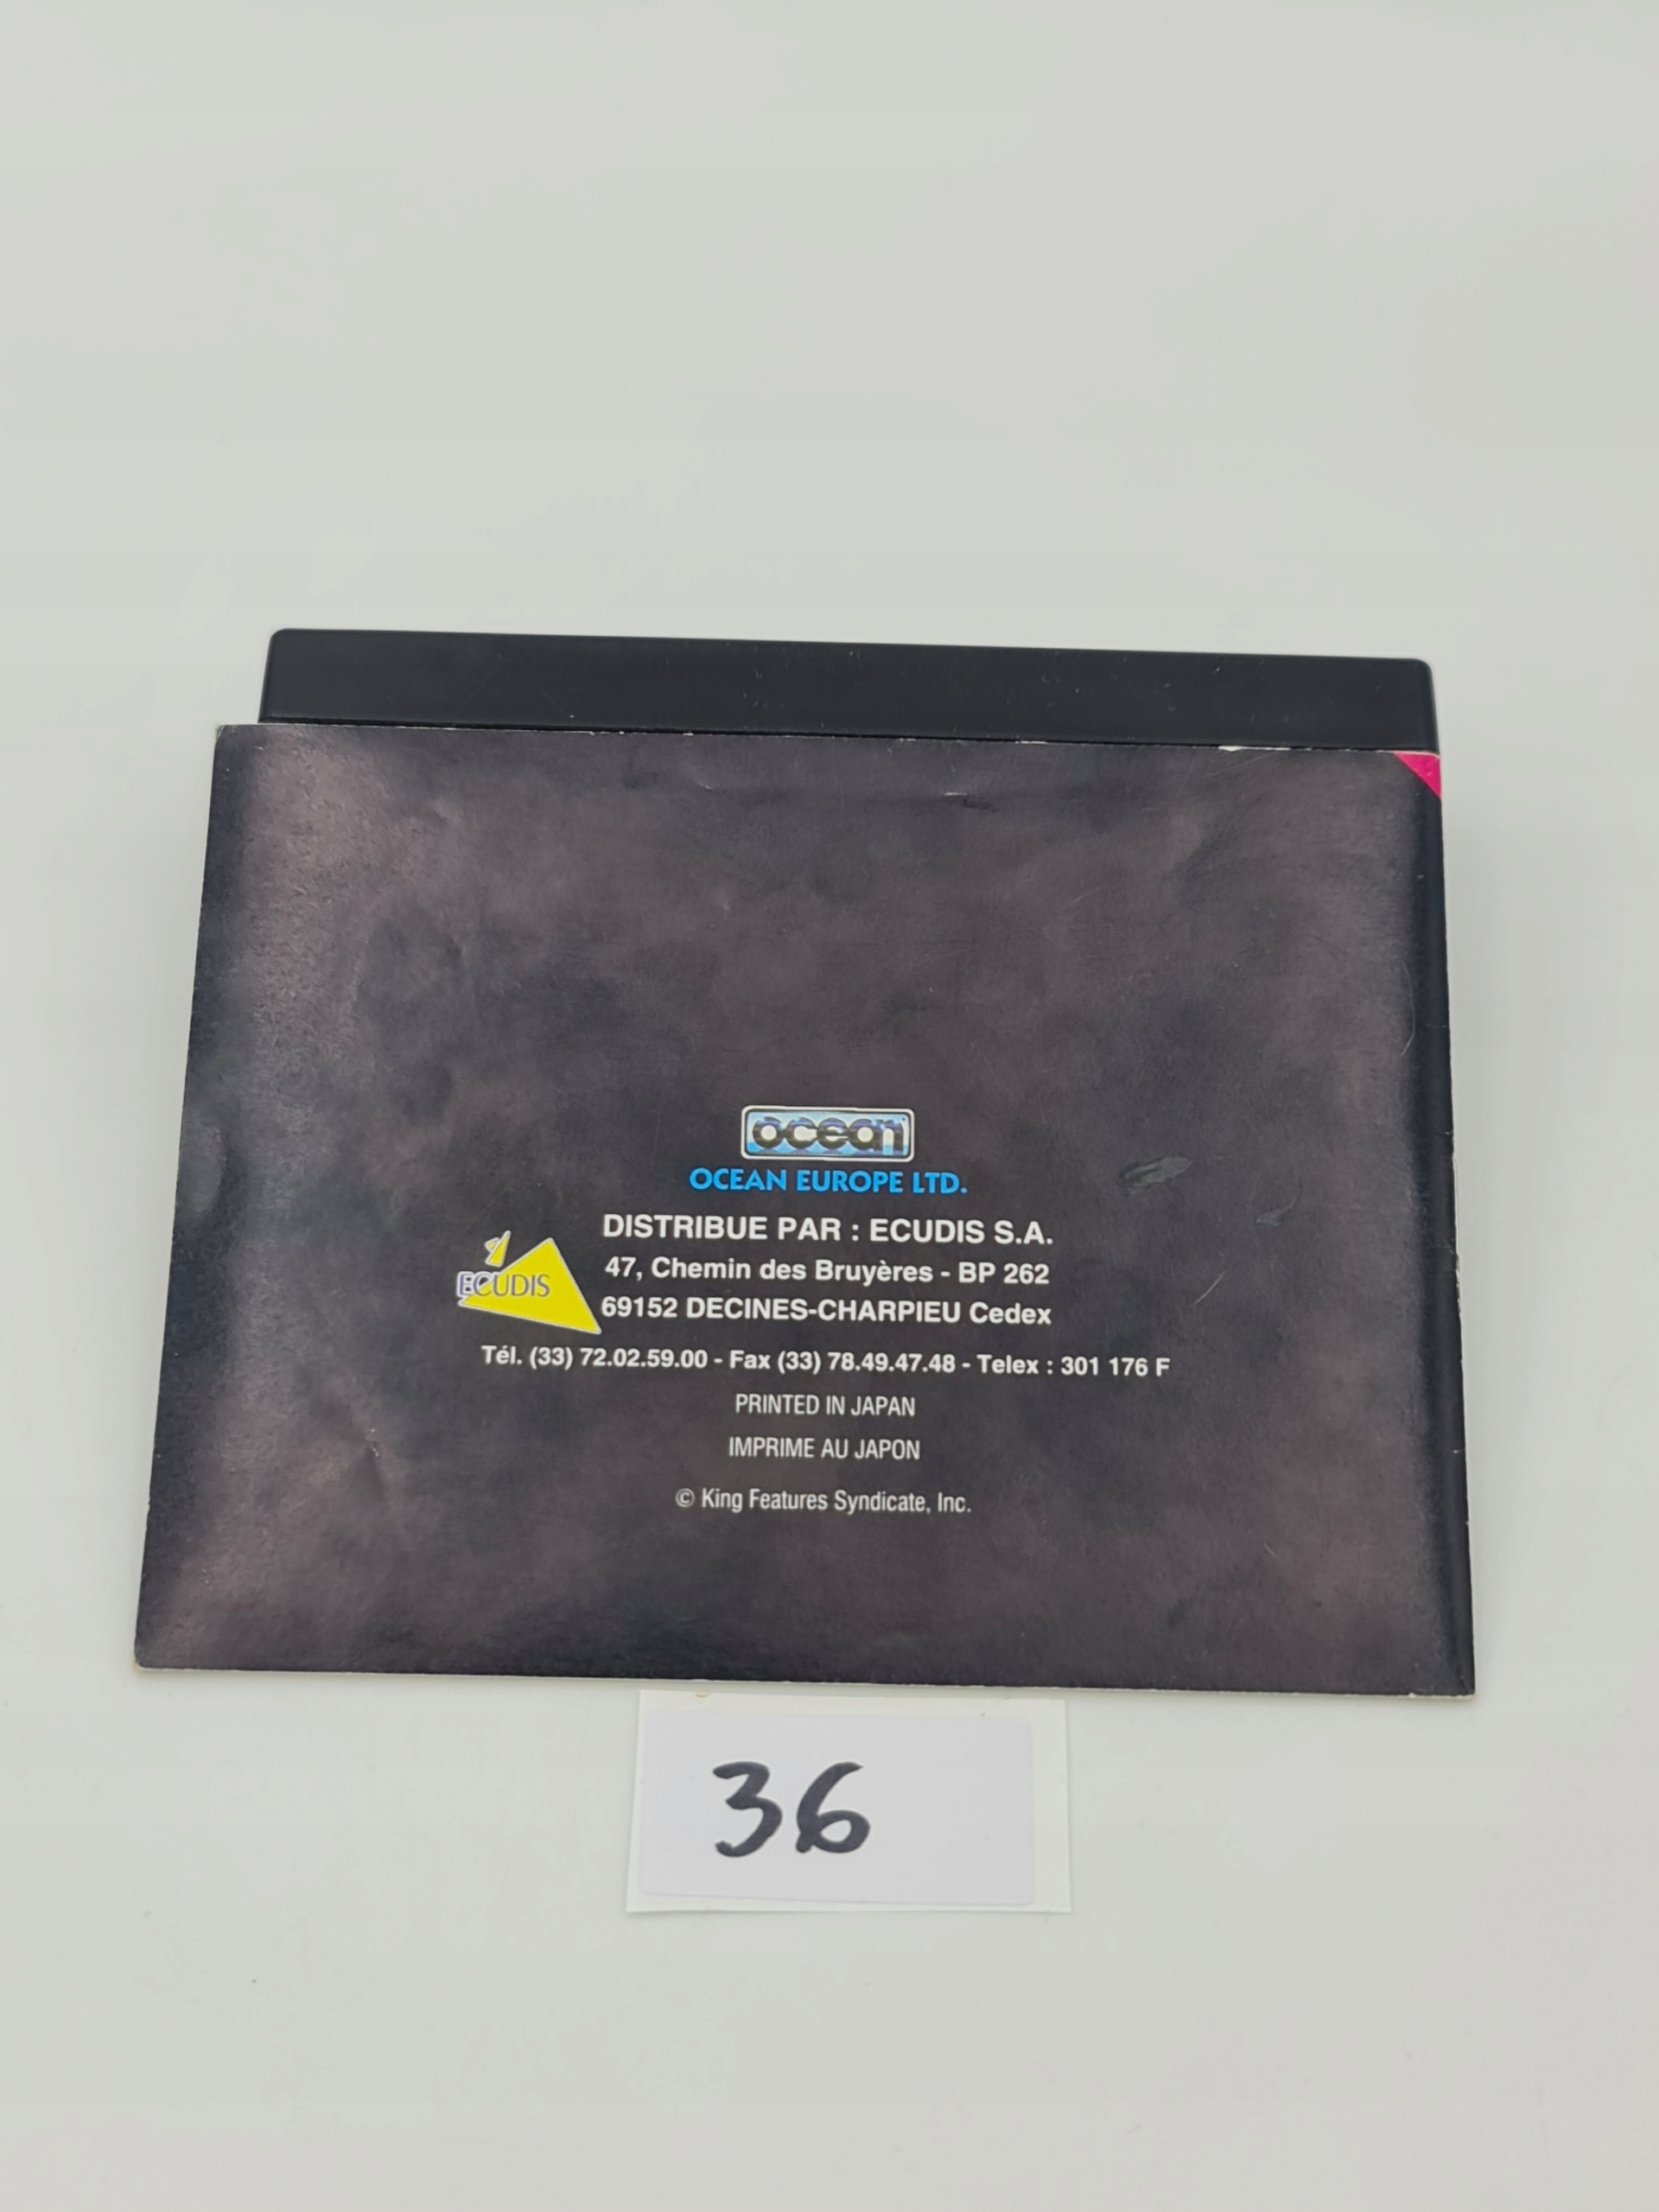 ocean
OCEAN EUROPE LTD.
DISTRIBUE PAR : ECUDIS S.A.
47, Chemin des Bruyères - BP 262
69152 DECINES-CHARPIEU Cedex
ECUDIS
Tél. (33) 72.02.59.00 - Fax (33) 78.49.47.48 - Telex : 301 176 F
PRINTED IN JAPAN
IMPRIME AU JAPON
© King Features Syndicate, Inc.
36